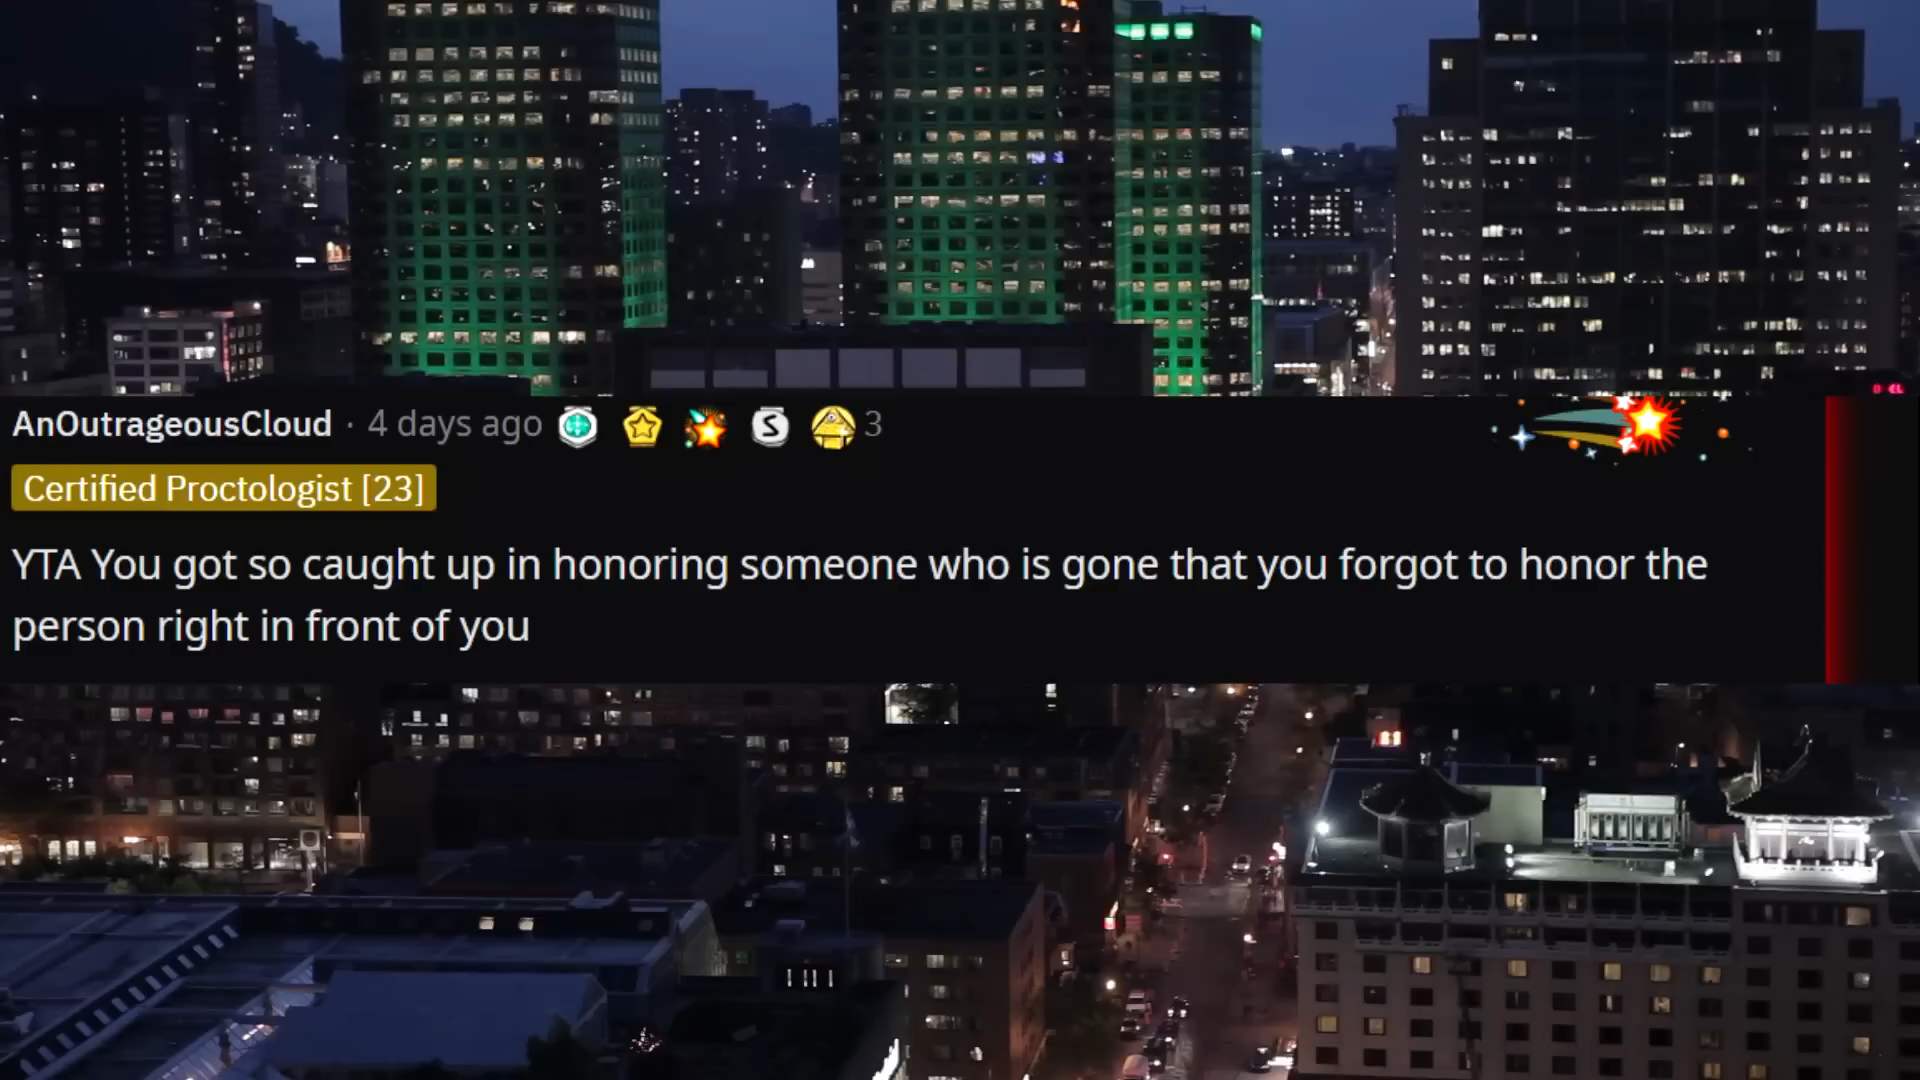 AnOutrageousCloud · 4 days ago 3
Certified Proctologist [23]
YTA You got so caught up in honoring someone who is gone that you forgot to honor the
person right in front of you